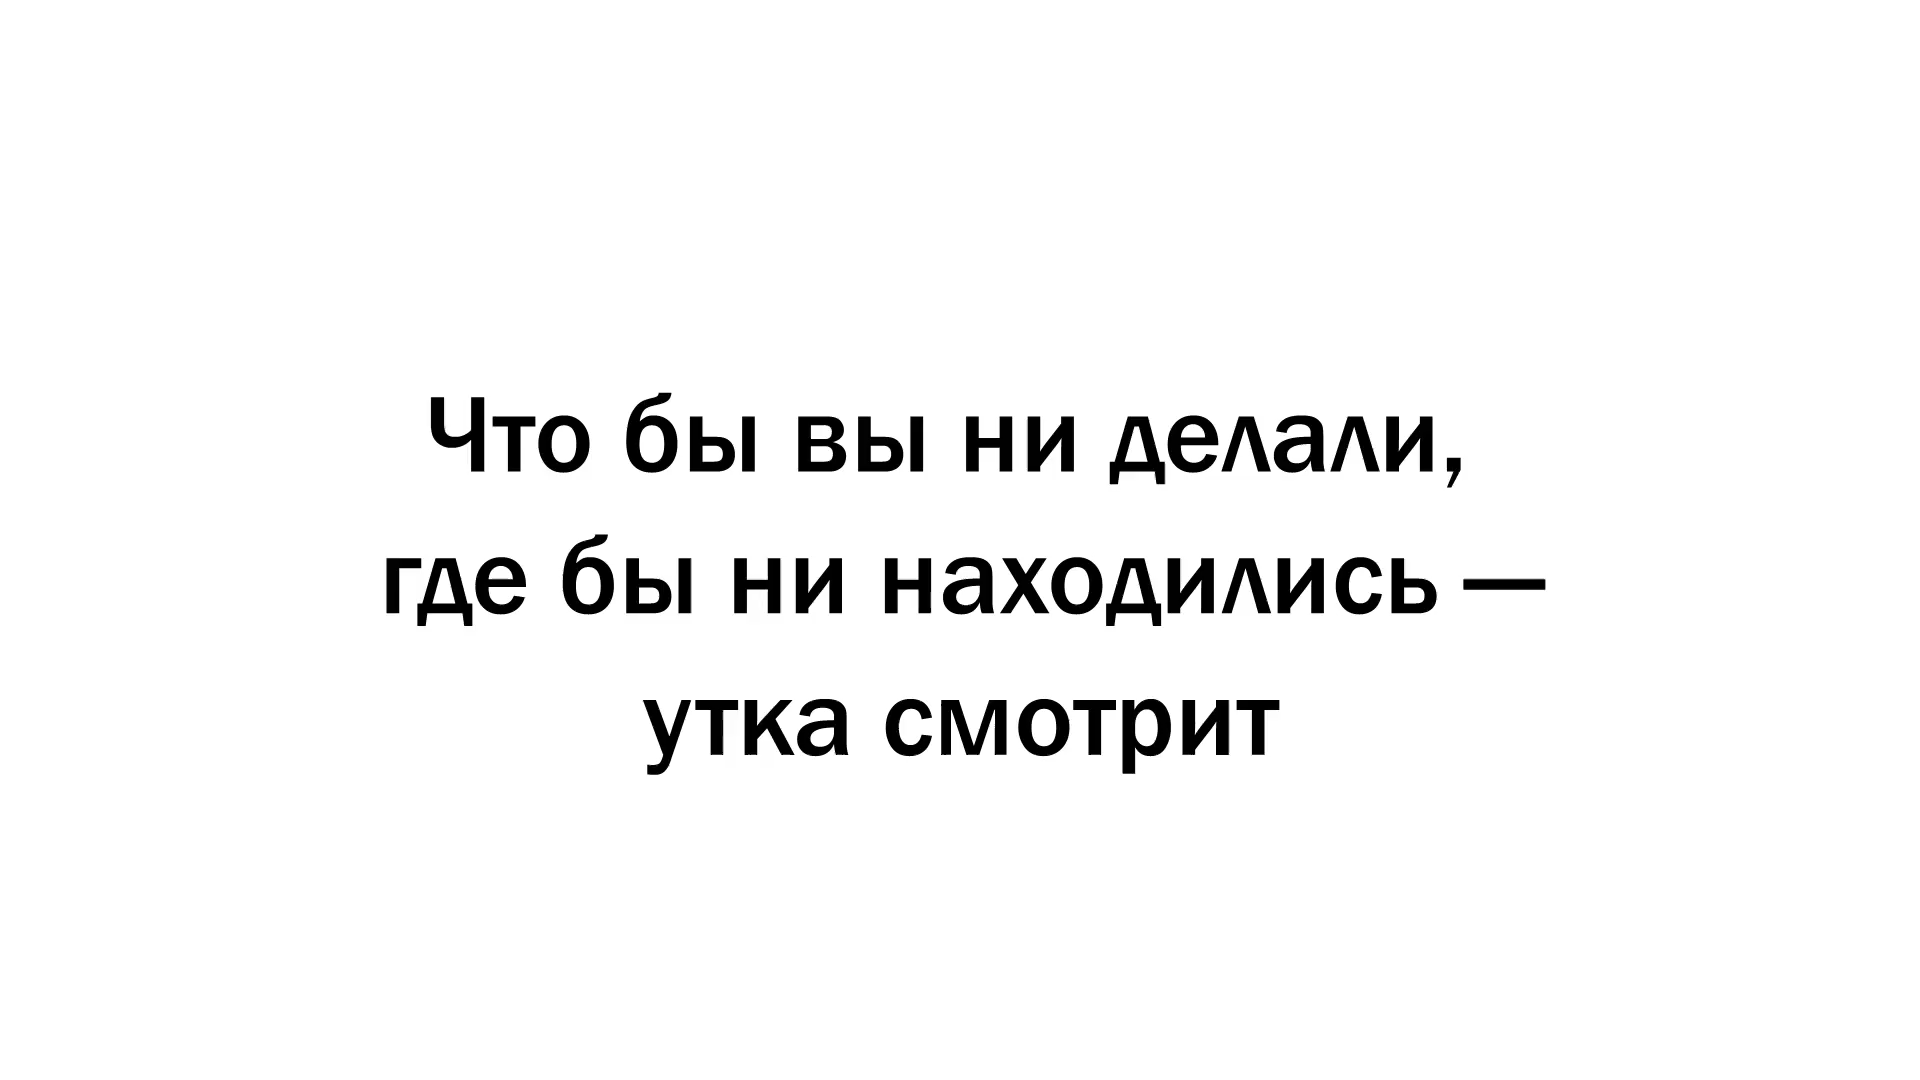 Что бы вы ни делали,
где бы ни находились —
утка смотрит